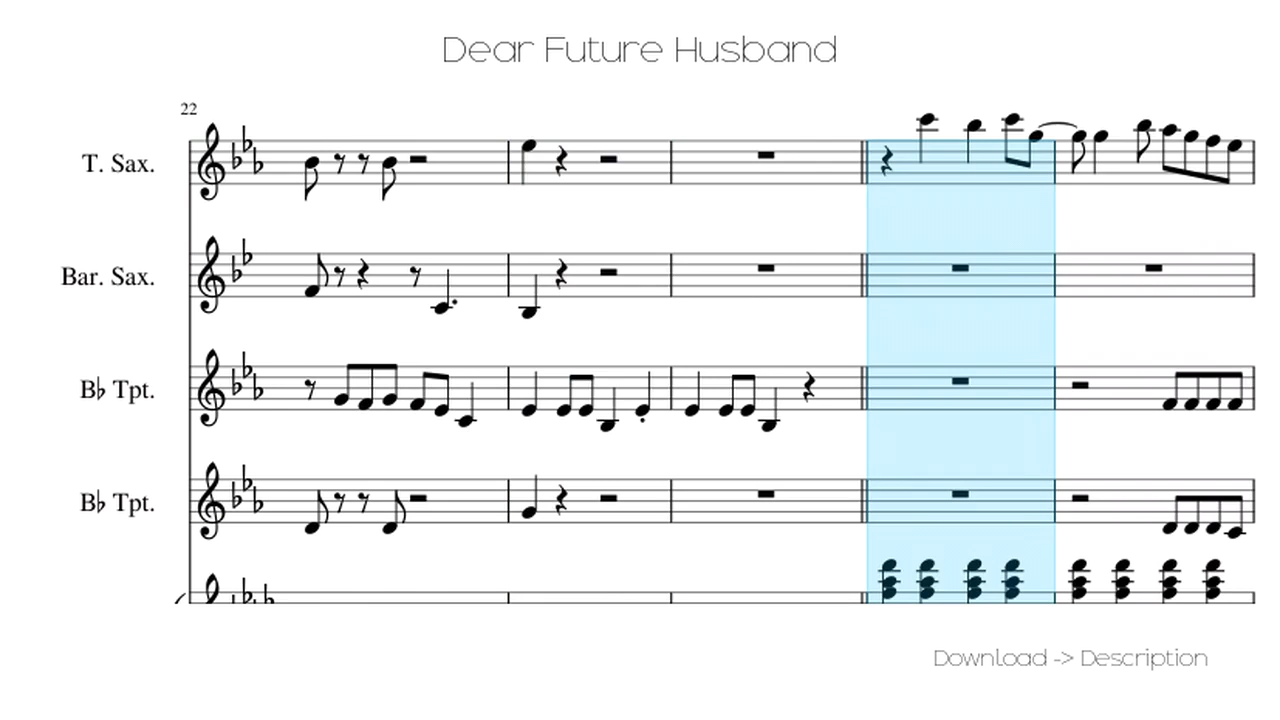 Dear Future Husband
22
T. Sax.
Bar. Sax.
B♭ Tpt.
B♭ Tpt.
Download -> Description